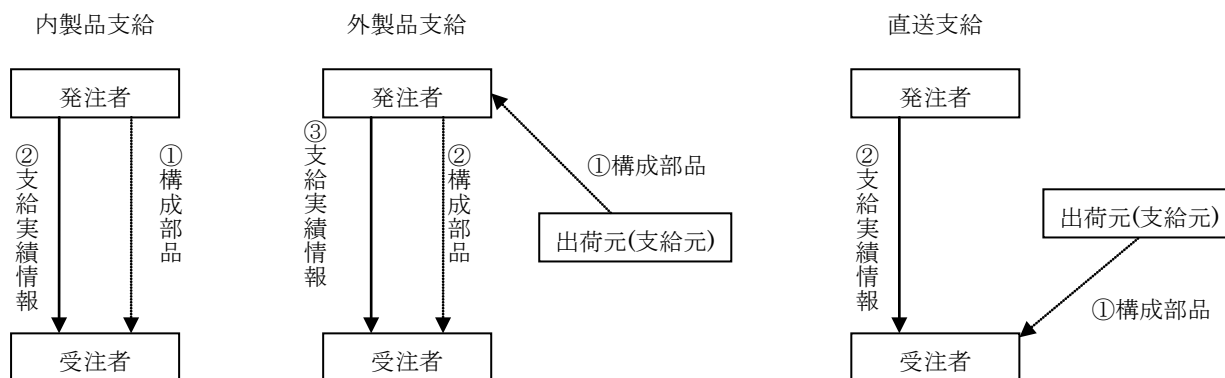 内製品支給
発注者
②支給実績情報
①構成部品
受注者
外製品支給
発注者
③支給実績情報
②構成部品
①構成部品
出荷元(支給元)
受注者
直送支給
発注者
②支給実績情報
出荷元(支給元)
①構成部品
受注者